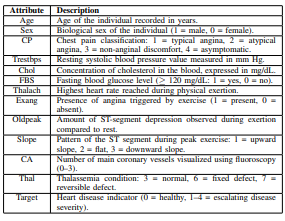 Attribute Description
Age Age of the individual recorded in years.
Sex Biological sex of the individual (1 = male, 0 = female).
CP Chest pain classification: 1 = typical angina, 2 = atypical
angina, 3 = non-anginal discomfort, 4 = asymptomatic.
Trestbps Resting systolic blood pressure value measured in mm Hg.
Chol Concentration of cholesterol in the blood, expressed in mg/dL.
FBS Fasting blood glucose level (> 120 mg/dL: 1 = yes, 0 = no).
Thalach Highest heart rate reached during physical exertion.
Exang Presence of angina triggered by exercise (1 = present, 0 =
absent).
Oldpeak Amount of ST-segment depression observed during exertion
compared to rest.
Slope Pattern of the ST segment during peak exercise: 1 = upward
slope, 2 = flat, 3 = downward slope.
CA Number of main coronary vessels visualized using fluoroscopy
(0–3).
Thal Thalassemia condition: 3 = normal, 6 = fixed defect, 7 =
reversible defect.
Target Heart disease indicator (0 = healthy, 1–4 = escalating disease
severity).